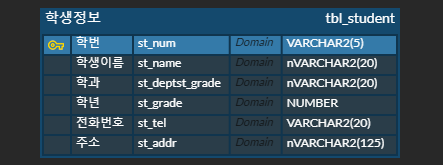 학생정보 tbl_student
학번 st_num Domain VARCHAR2(5)
학생이름 st_name Domain nVARCHAR2(20)
학과 st_deptst_grade Domain nVARCHAR2(20)
학년 st_grade Domain NUMBER
전화번호 st_tel Domain VARCHAR2(20)
주소 st_addr Domain nVARCHAR2(125)